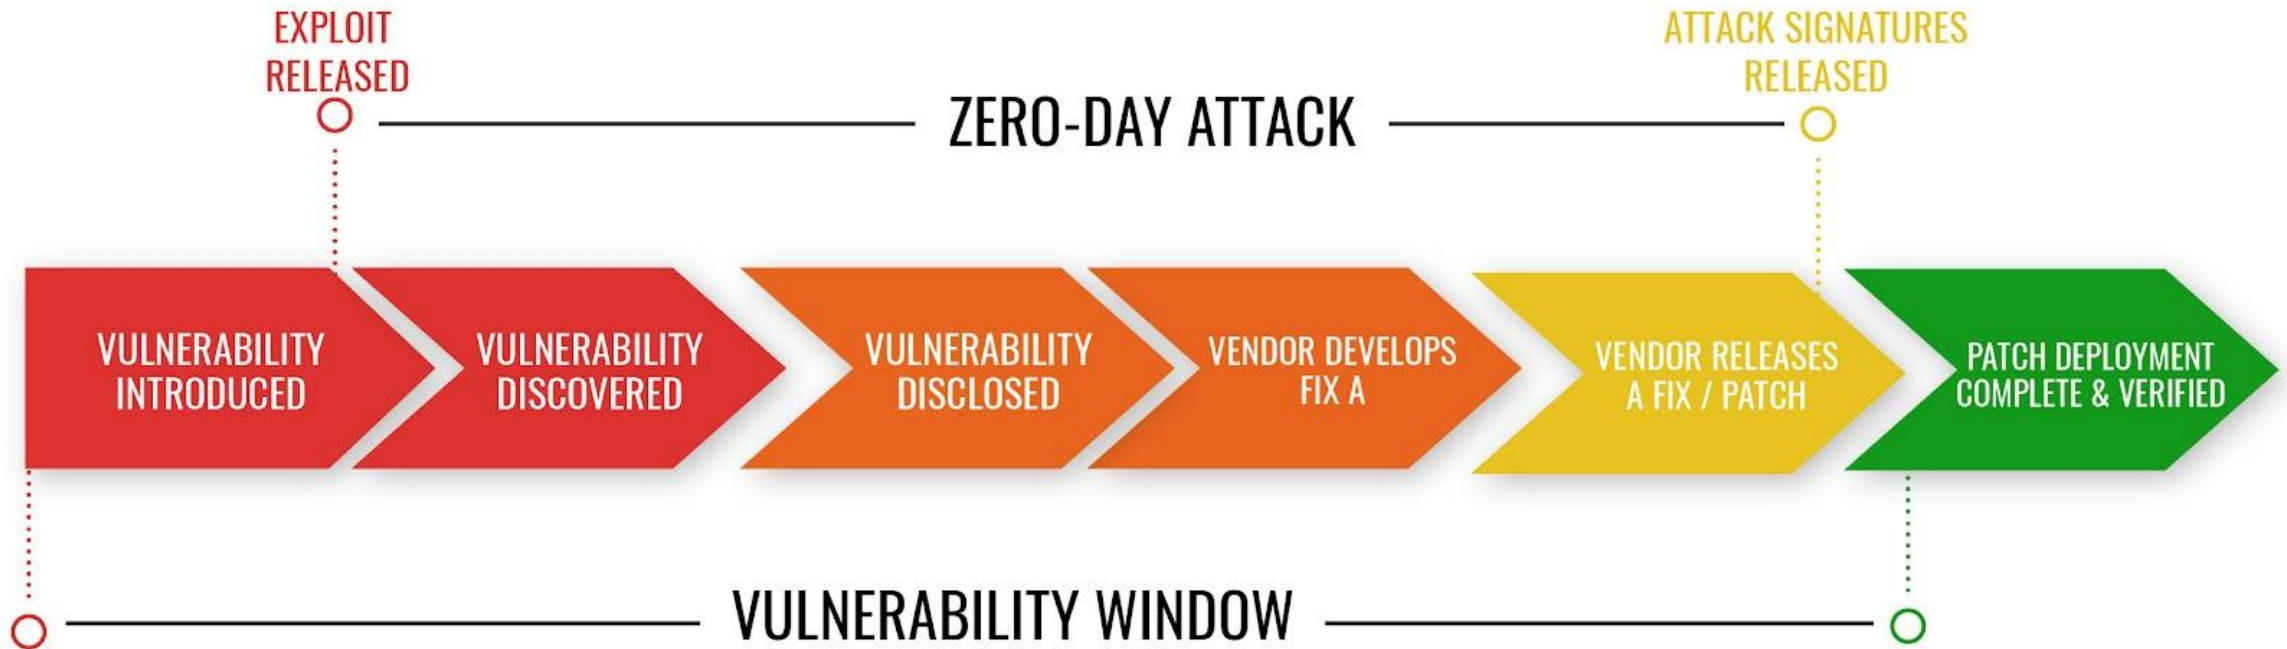 EXPLOIT
RELEASED
ATTACK SIGNATURES
RELEASED
ZERO-DAY ATTACK
VULNERABILITY
INTRODUCED
VULNERABILITY
DISCOVERED
VULNERABILITY
DISCLOSED
VENDOR DEVELOPS
FIX A
VENDOR RELEASES
A FIX / PATCH
PATCH DEPLOYMENT
COMPLETE & VERIFIED
VULNERABILITY WINDOW